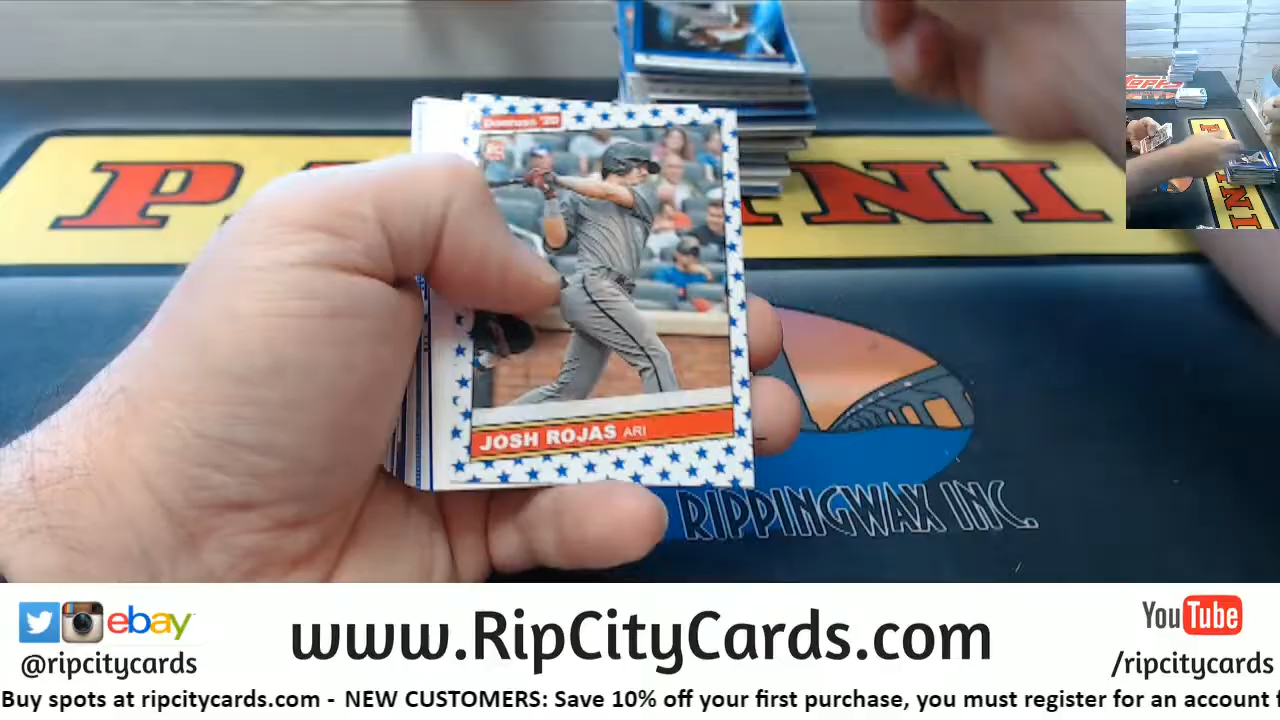 Donruss '20
PANINI
JOSH ROJAS ARI
RIPPINGWAX INC.
ebay
@ripcitycards
www.RipCityCards.com
YouTube
/ripcitycards
Buy spots at ripcitycards.com - NEW CUSTOMERS: Save 10% off your first purchase, you must register for an account